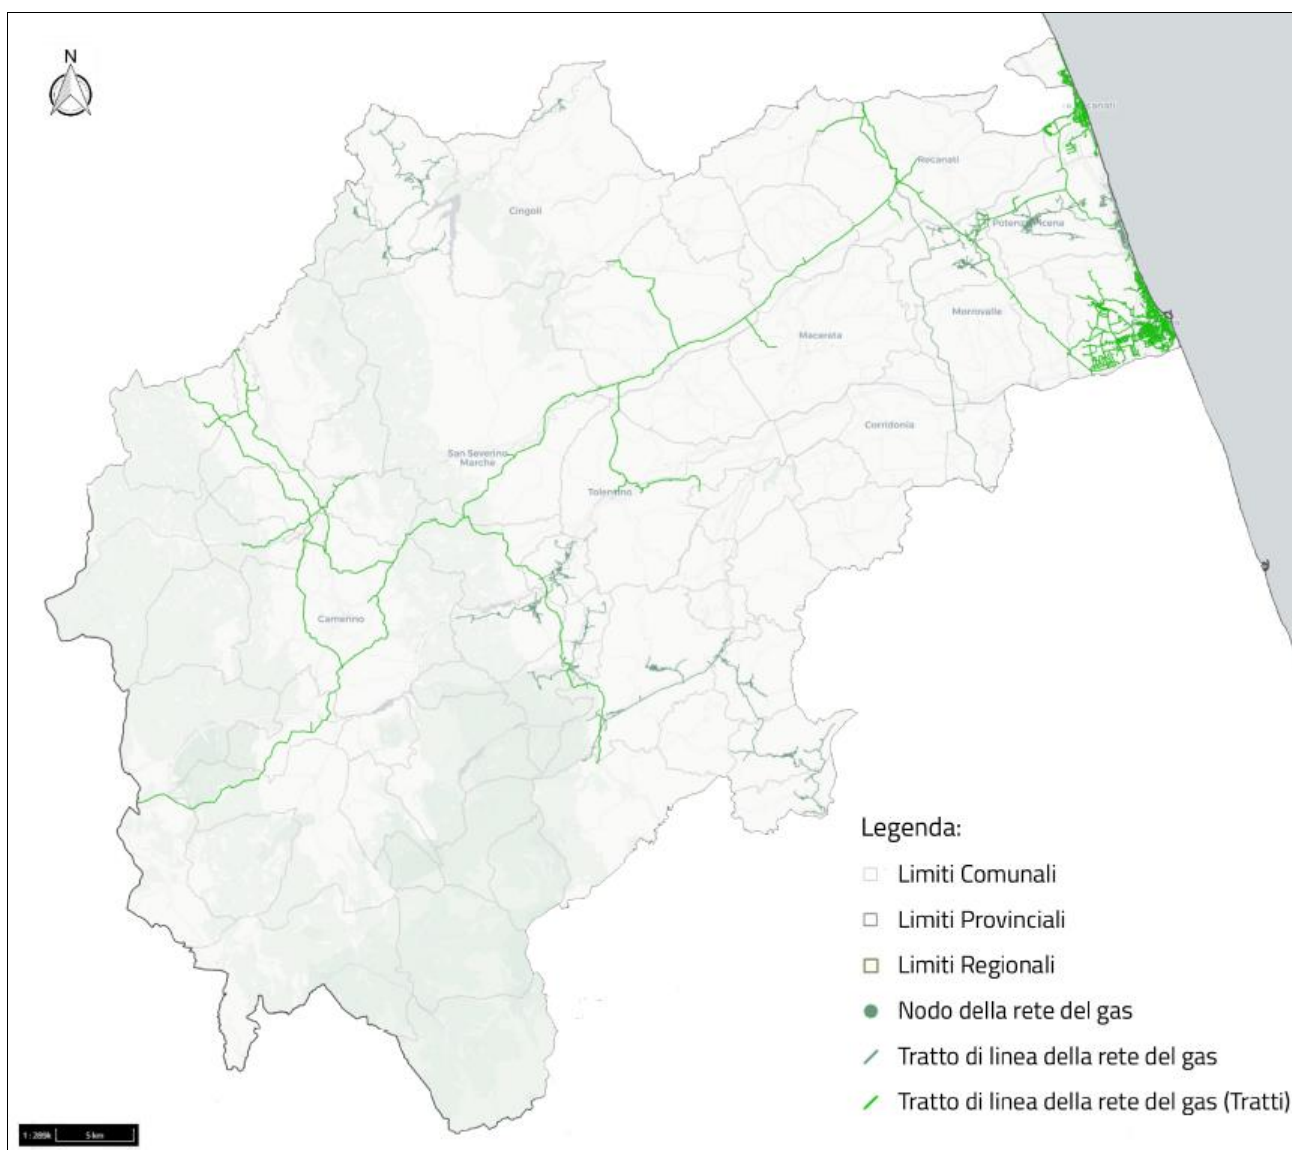 N
Recanati
Cingoli
Potenza Picena
Morrovalle
Macerata
Corridonia
San Severino
Marche
Tolentino
Camerino
Legenda:
Limiti Comunali
Limiti Provinciali
Limiti Regionali
Nodo della rete del gas
Tratto di linea della rete del gas
Tratto di linea della rete del gas (Tratti)
1 : 289k
5 km